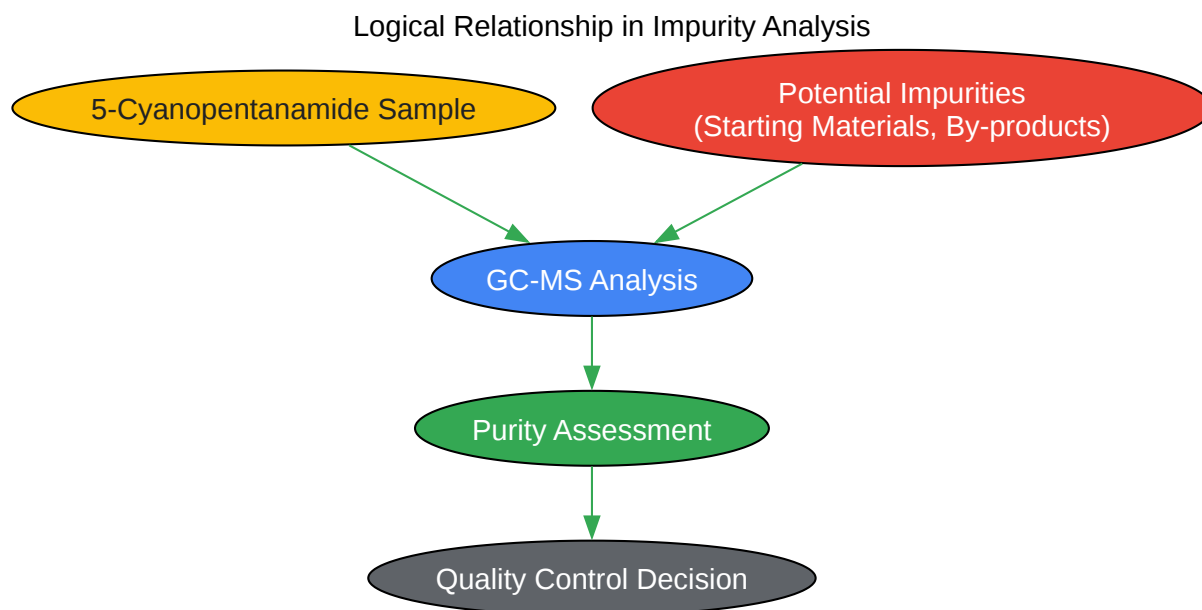 Logical Relationship in Impurity Analysis
5-Cyanopentanamide Sample
Potential Impurities
(Starting Materials, By-products)
GC-MS Analysis
Purity Assessment
Quality Control Decision